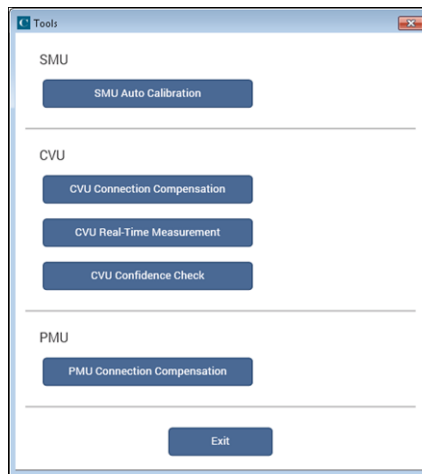 C Tools
SMU
SMU Auto Calibration
CVU
CVU Connection Compensation
CVU Real-Time Measurement
CVU Confidence Check
PMU
PMU Connection Compensation
Exit